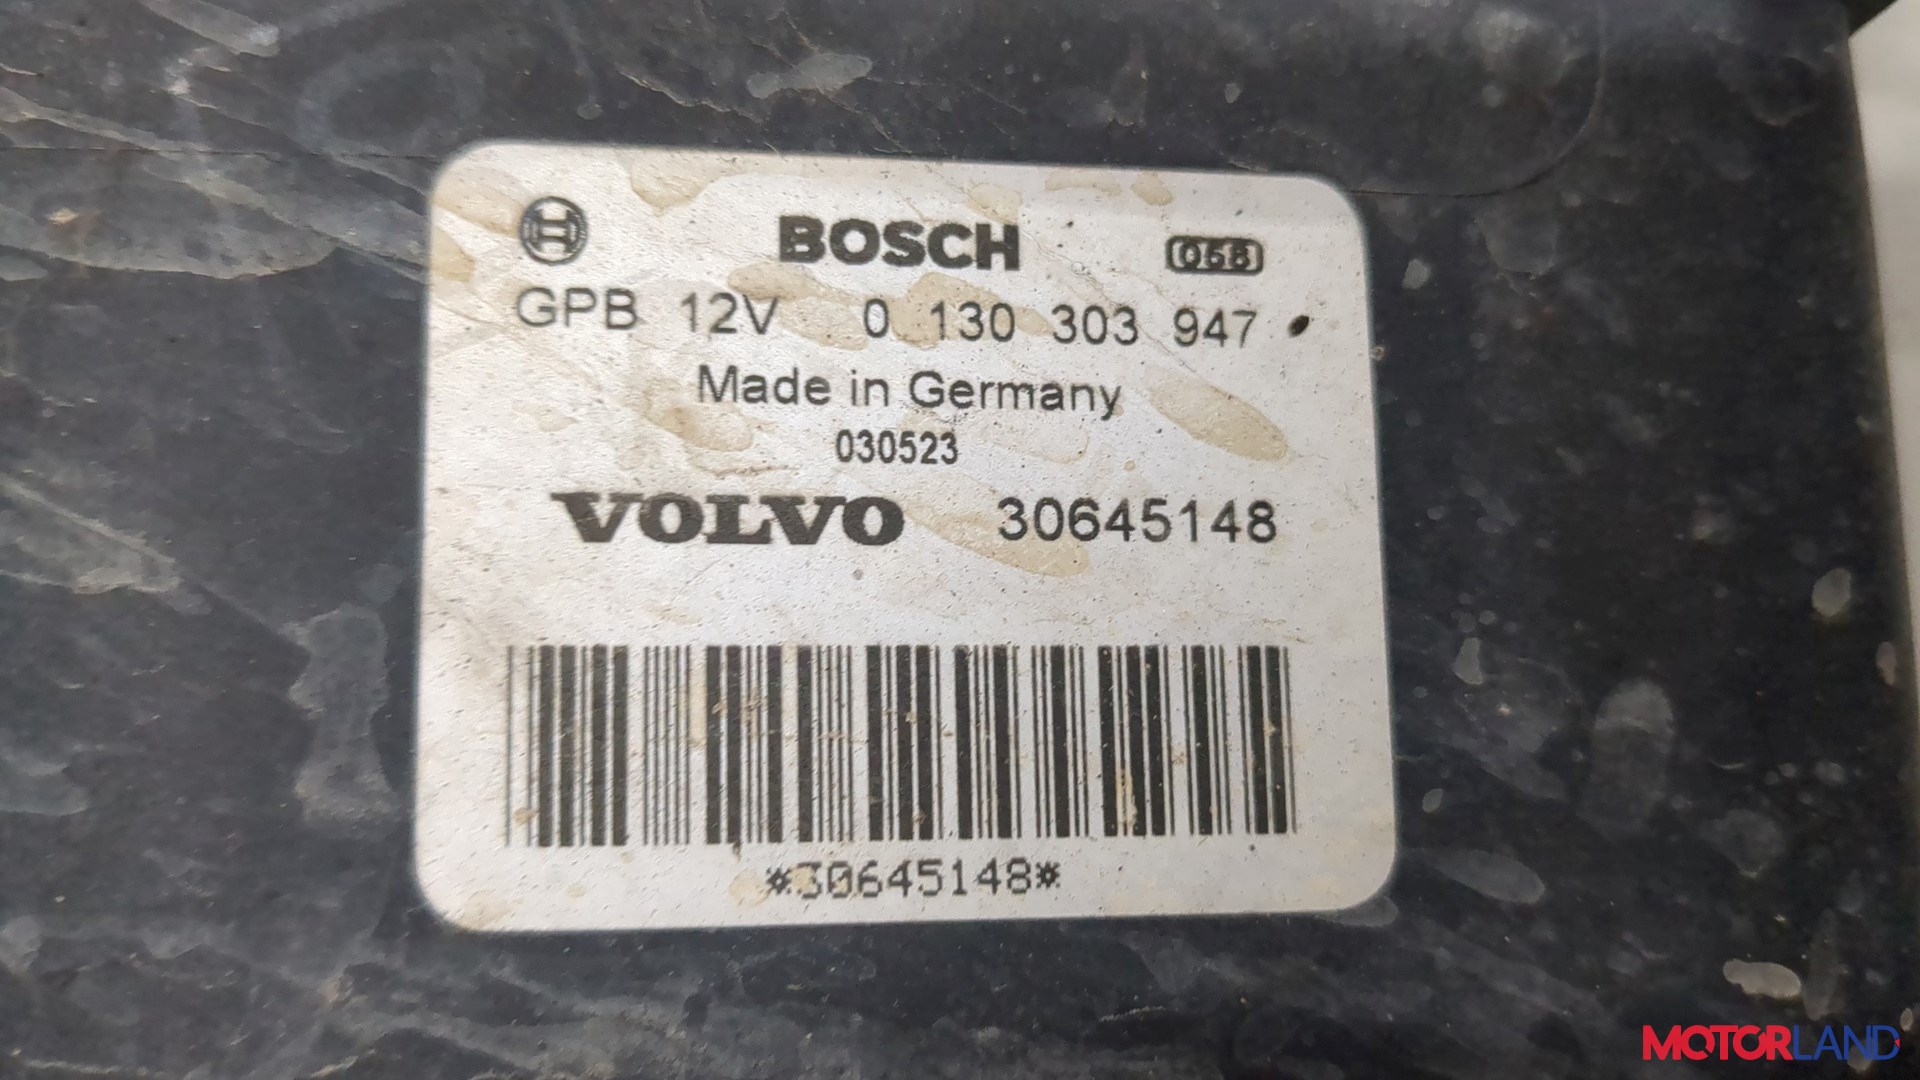 BOSCH 058
GPB 12V 0 130 303 947
Made in Germany
030523
VOLVO 30645148
*30645148*
MOTORLAND